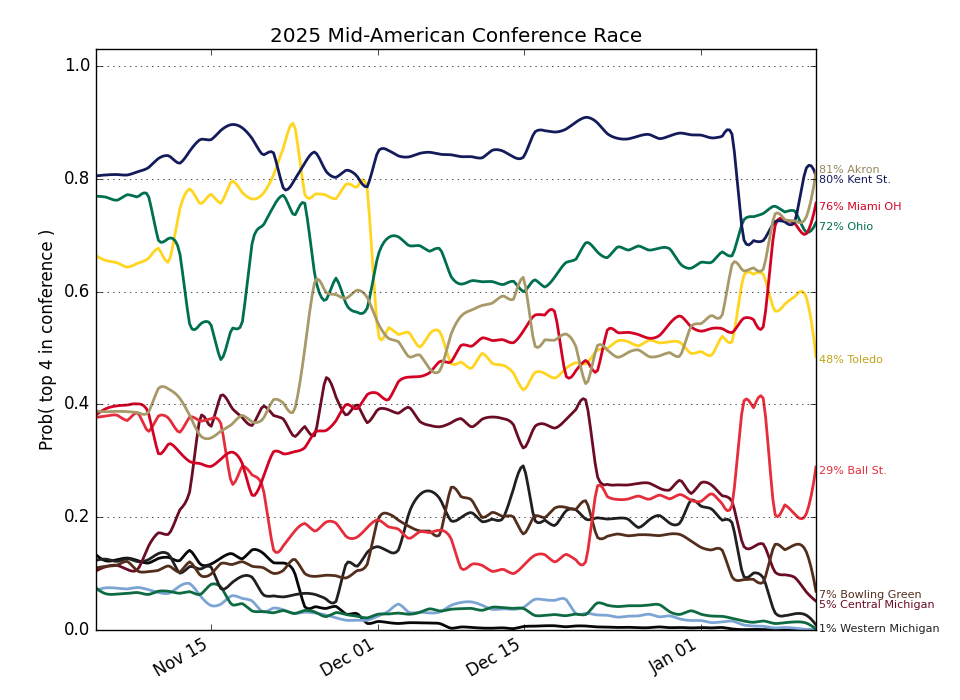 2025 Mid-American Conference Race
Prob( top 4 in conference )
1.0
0.8
0.6
0.4
0.2
0.0
Nov 15
Dec 01
Dec 15
Jan 01
81% Akron
80% Kent St.
76% Miami OH
72% Ohio
48% Toledo
29% Ball St.
7% Bowling Green
5% Central Michigan
1% Western Michigan